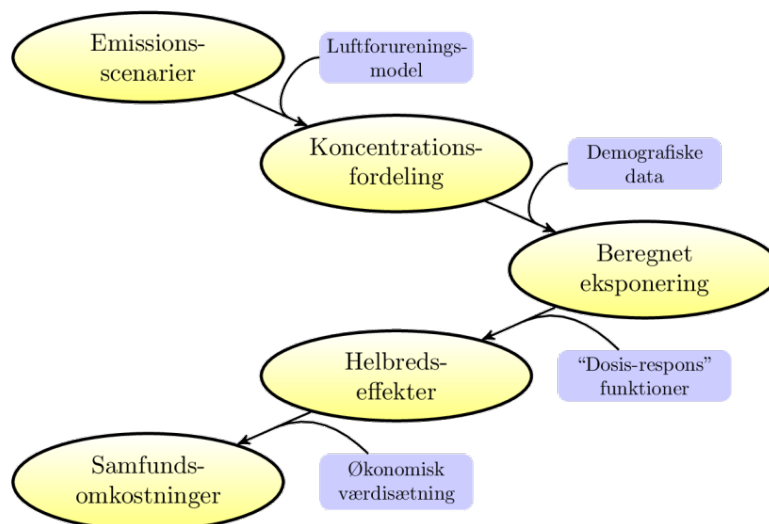 Emissions-
scenarier
Luftforurenings-
model
Koncentrations-
fordeling
Demografiske
data
Beregnet
eksponering
“Dosis-respons”
funktioner
Helbreds-
effekter
Økonomisk
værdisætning
Samfunds-
omkostninger